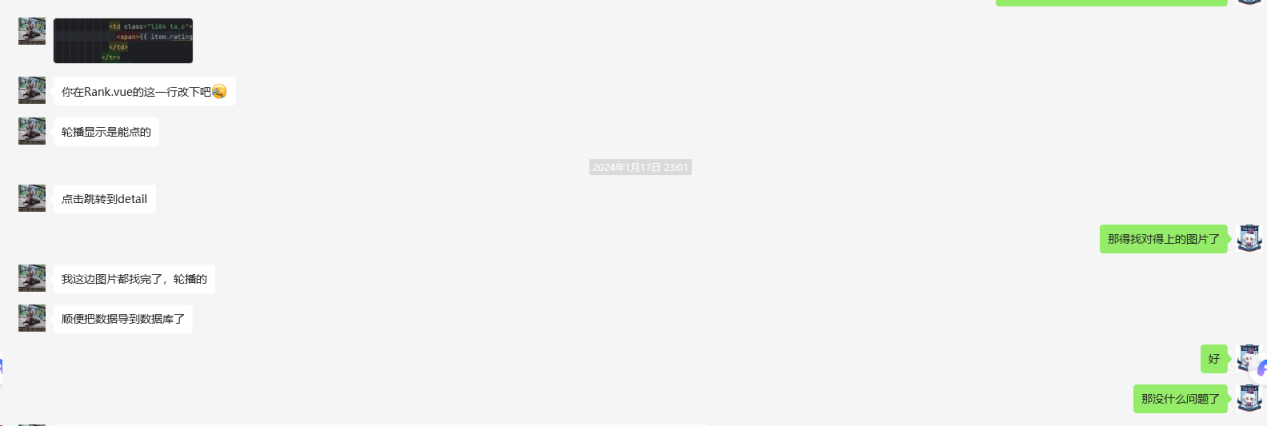 <td class="li04 ta_c">
<span>{{ item.rating
</td>
</tr>
你在Rank.vue的这一行改下吧
轮播显示是能点的
2024年1月17日 23:01
点击跳转到detail
那得找对得上的图片了
我这边图片都找完了，轮播的
顺便把数据导到数据库了
好
那没什么问题了